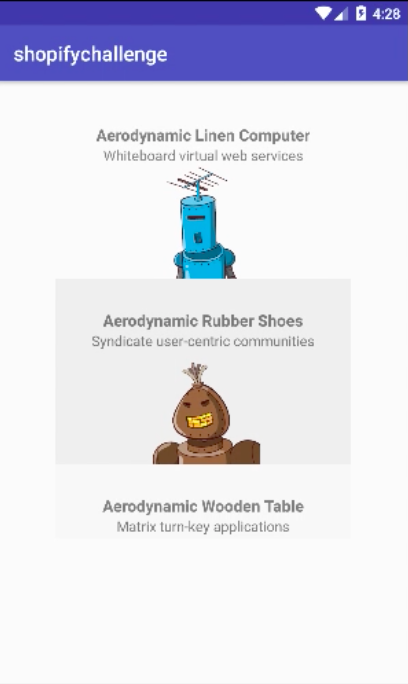 4:28
shopifychallenge
Aerodynamic Linen Computer
Whiteboard virtual web services
Aerodynamic Rubber Shoes
Syndicate user-centric communities
Aerodynamic Wooden Table
Matrix turn-key applications